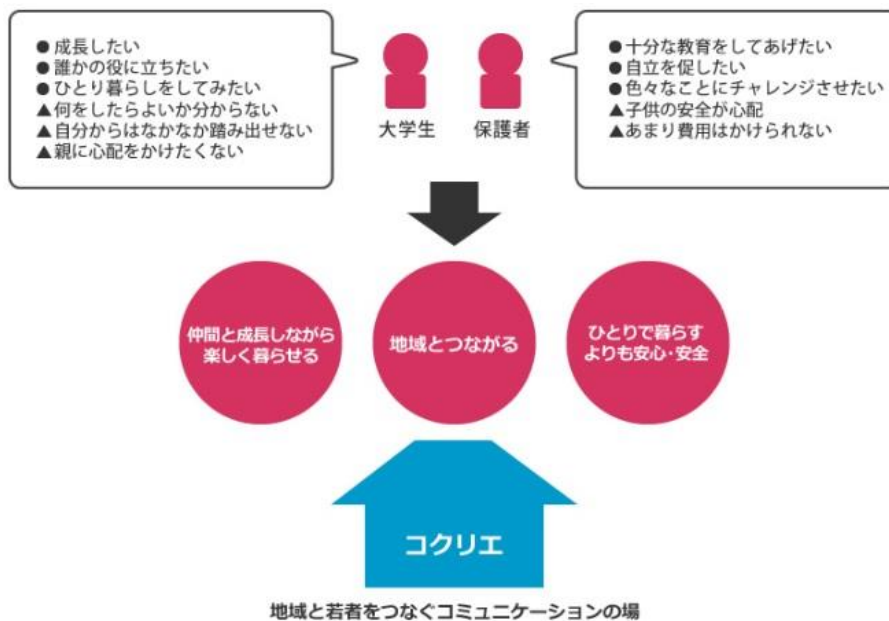 ●成長したい
●誰かの役に立ちたい
●ひとり暮らしをしてみたい
▲何をしたらよいか分からない
▲自分からはなかなか踏み出せない
▲親に心配をかけたくない
大学生
保護者
●十分な教育をしてあげたい
●自立を促したい
●色々なことにチャレンジさせたい
▲子供の安全が心配
▲あまり費用はかけられない
仲間と成長しながら
楽しく暮らせる
地域とつながる
ひとりで暮らす
よりも安心・安全
コクリエ
地域と若者をつなぐコミュニケーションの場